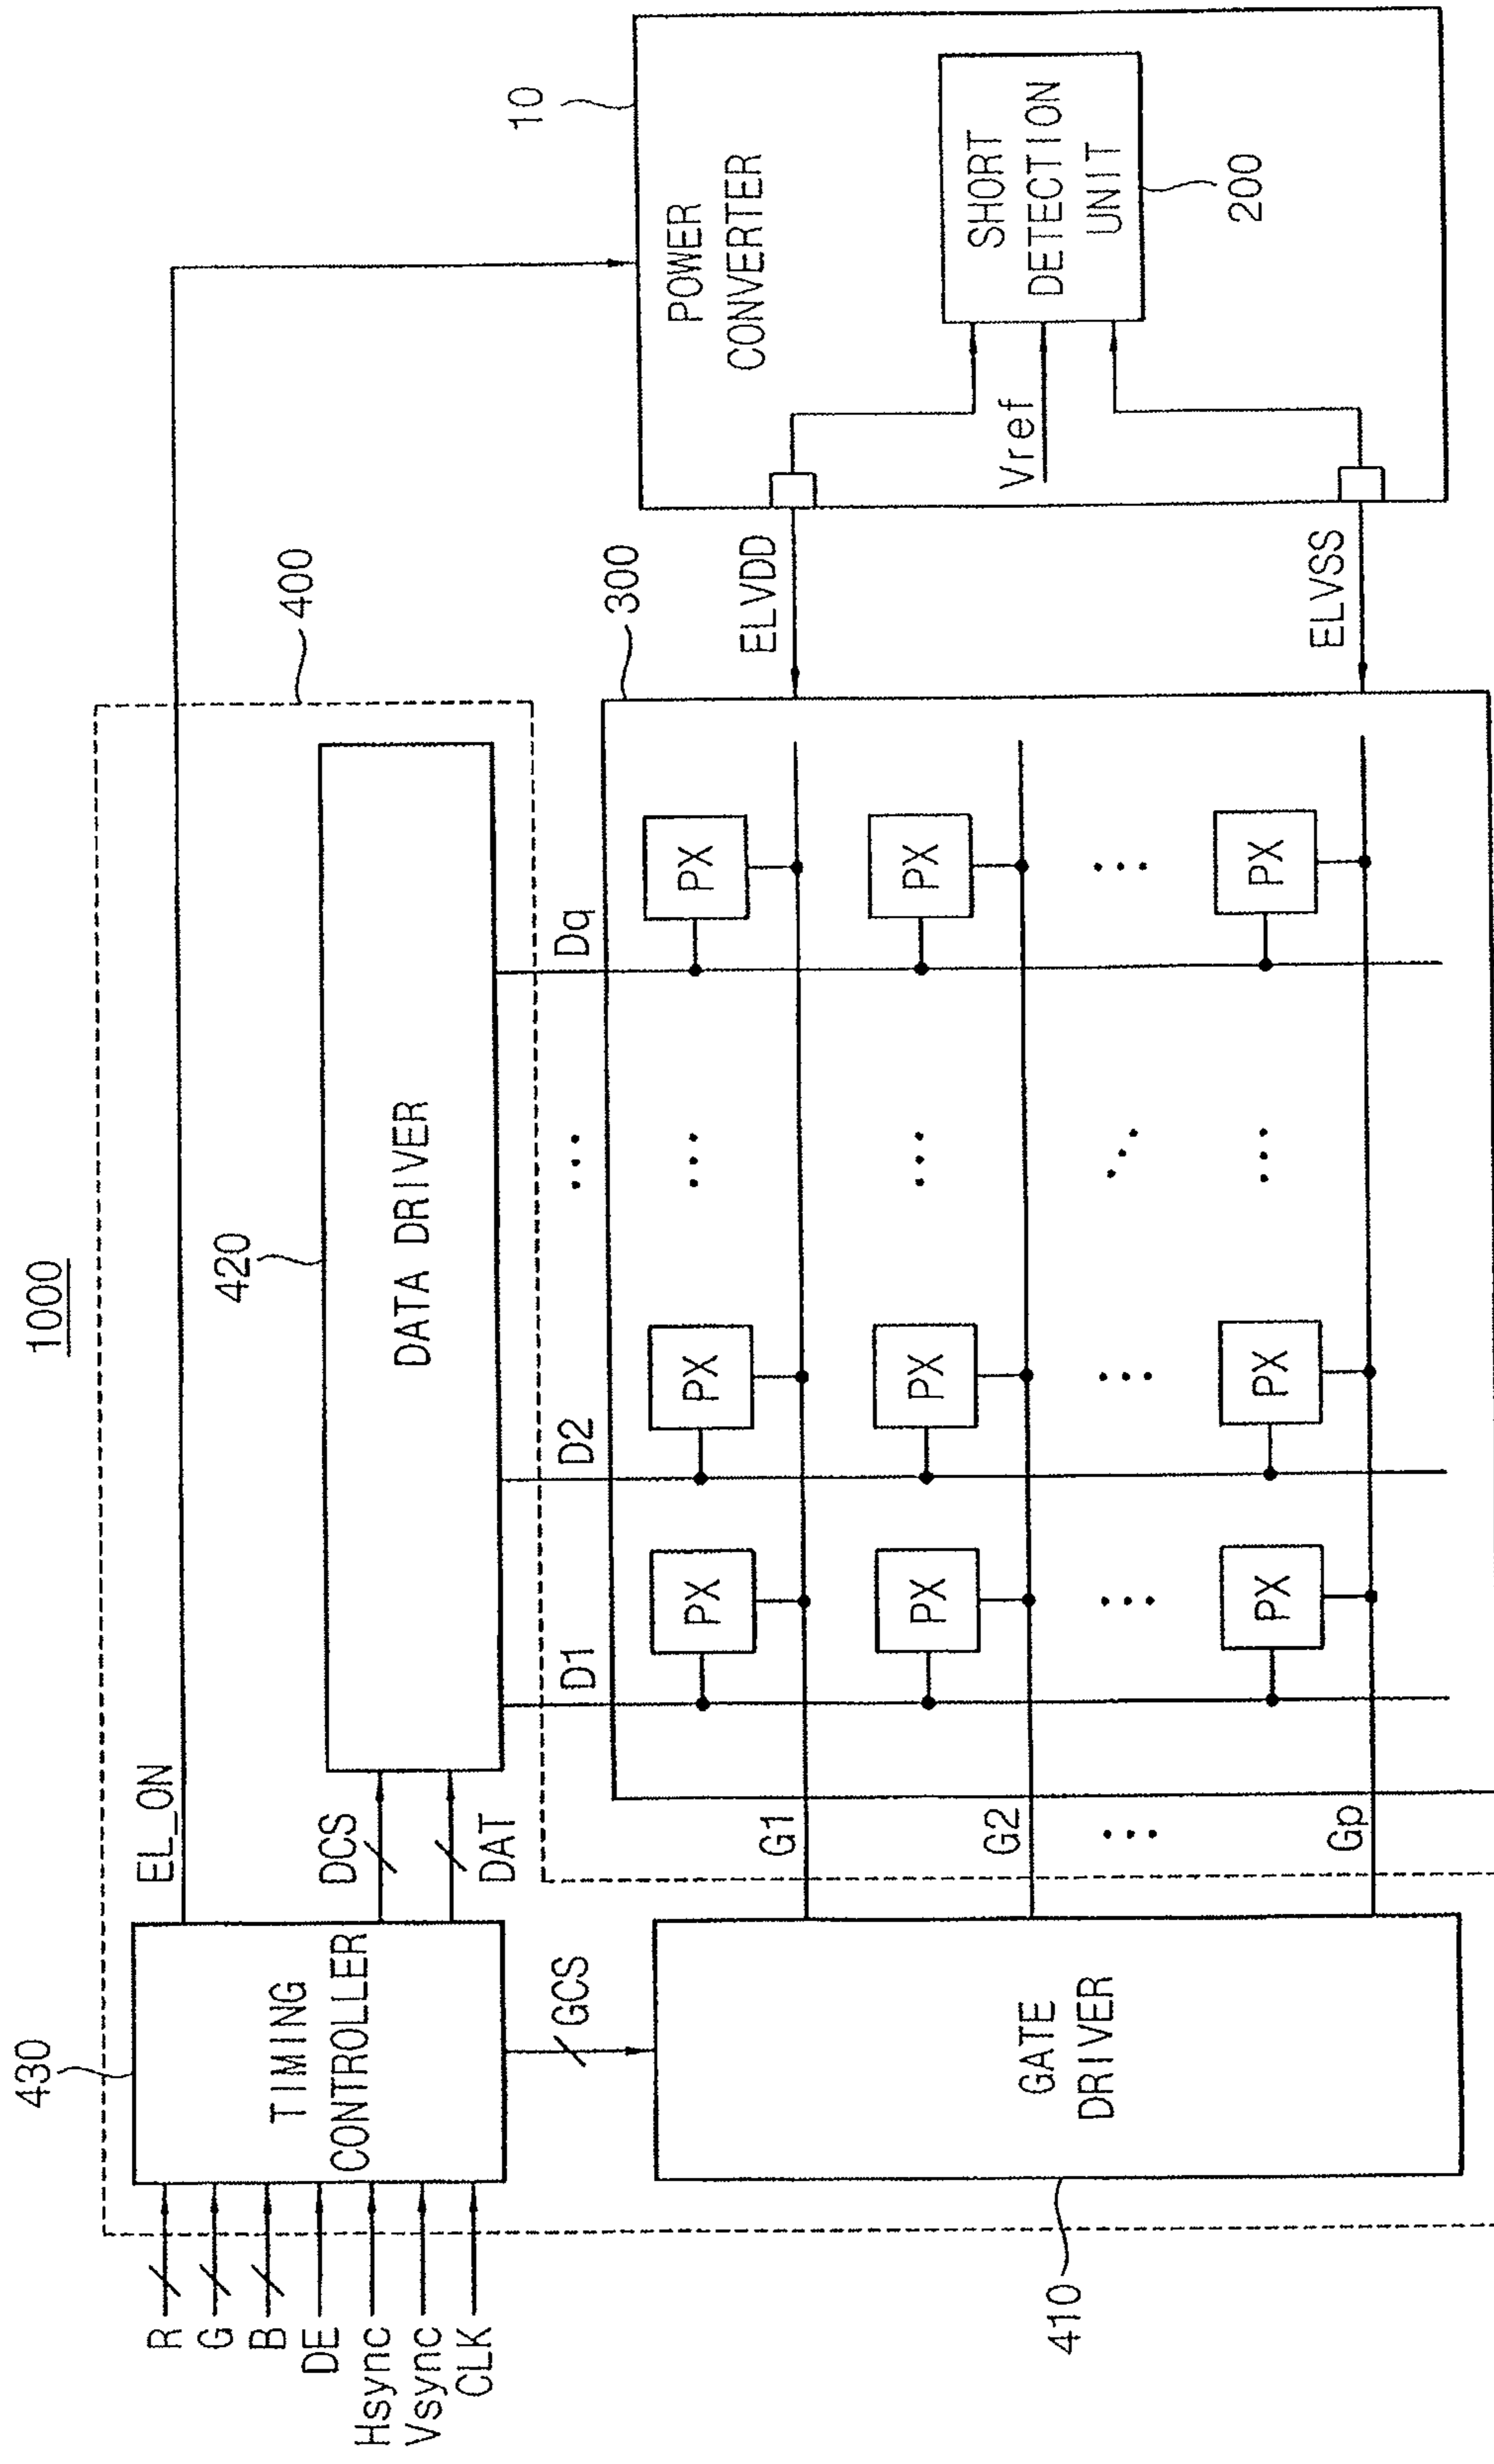 1000
430
420
400
10
R
G
B
DE
Hsync
Vsync
CLK
TIMING
CONTROLLER
EL_ON
DCS
DAT
DATA DRIVER
GCS
D1
D2
...
Dq
300
GATE
DRIVER
410
G1
G2
...
Gp
PX
PX
...
PX
PX
PX
...
PX
... ... ...
PX
PX
...
PX
ELVDD
ELVSS
POWER
CONVERTER
Vref
SHORT
DETECTION
UNIT
200